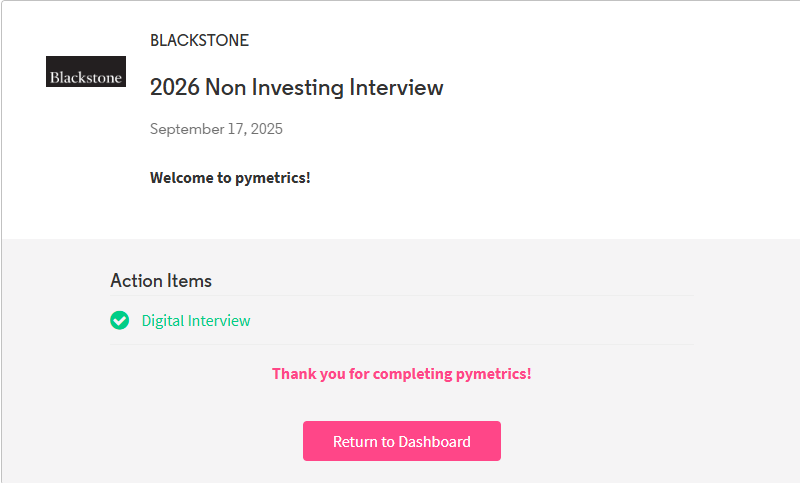 BLACKSTONE
Blackstone
2026 Non Investing Interview
September 17, 2025
Welcome to pymetrics!
Action Items
Digital Interview
Thank you for completing pymetrics!
Return to Dashboard